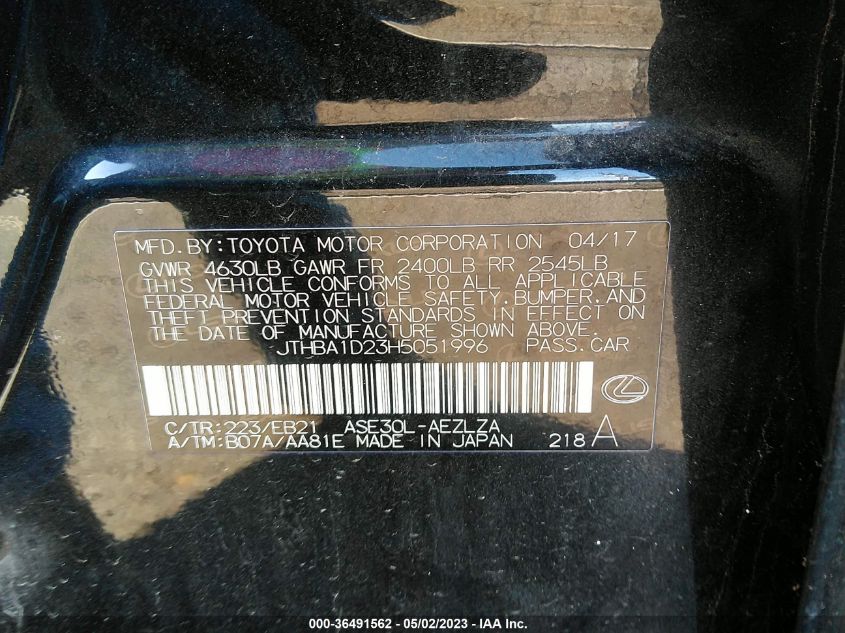 MFD.BY:TOYOTA MOTOR CORPORATION 04/17
GVWR 4630LB GAWR FR 2400LB RR 2545LB
THIS VEHICLE CONFORMS TO ALL APPLICABLE
FEDERAL MOTOR VEHICLE SAFETY,BUMPER,AND
THEFT PREVENTION STANDARDS IN EFFECT ON
THE DATE OF MANUFACTURE SHOWN ABOVE.
JTHBA1D23H5051996 PASS.CAR
C/TR:223/EB21 ASE30L-AEZLZA
A/TM:B07A/AA81E MADE IN JAPAN 218 A
000-36491562 - 05/02/2023 - © IAA Inc.